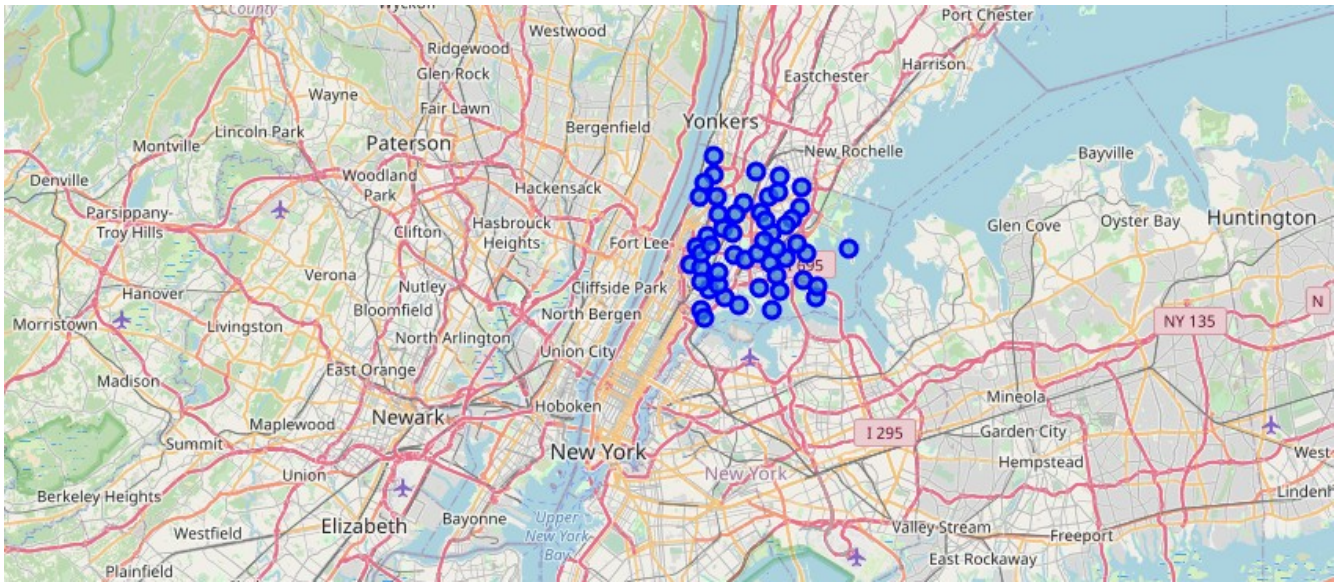 Wyckoff
Port Chester
County
Westwood
Ridgewood
Harrison
Glen Rock
Eastchester
Wayne
Fair Lawn
Yonkers
Lincoln Park
Bergenfield
Paterson
Montville
New Rochelle
Bayville
Woodland
Park
Denville
Hackensack
Parsippany-
Troy Hills
Hasbrouck
Heights
Glen Cove
Oyster Bay
Huntington
Clifton
Fort Lee
Verona
Nutley
Cliffside Park
695
Hanover
Bloomfield
North Bergen
N
Morristown
Livingston
North Arlington
NY 135
Union City
East Orange
Madison
Hoboken
Mineola
Maplewood
Newark
I 295
Garden City
Summit
New York
Union
New York
Hempstead
West
Berkeley Heights
Elizabeth
Bayonne
Upper
New York
Bay
Lindenh
Westfield
Valley Stream
Freeport
Plainfield
East Rockaway